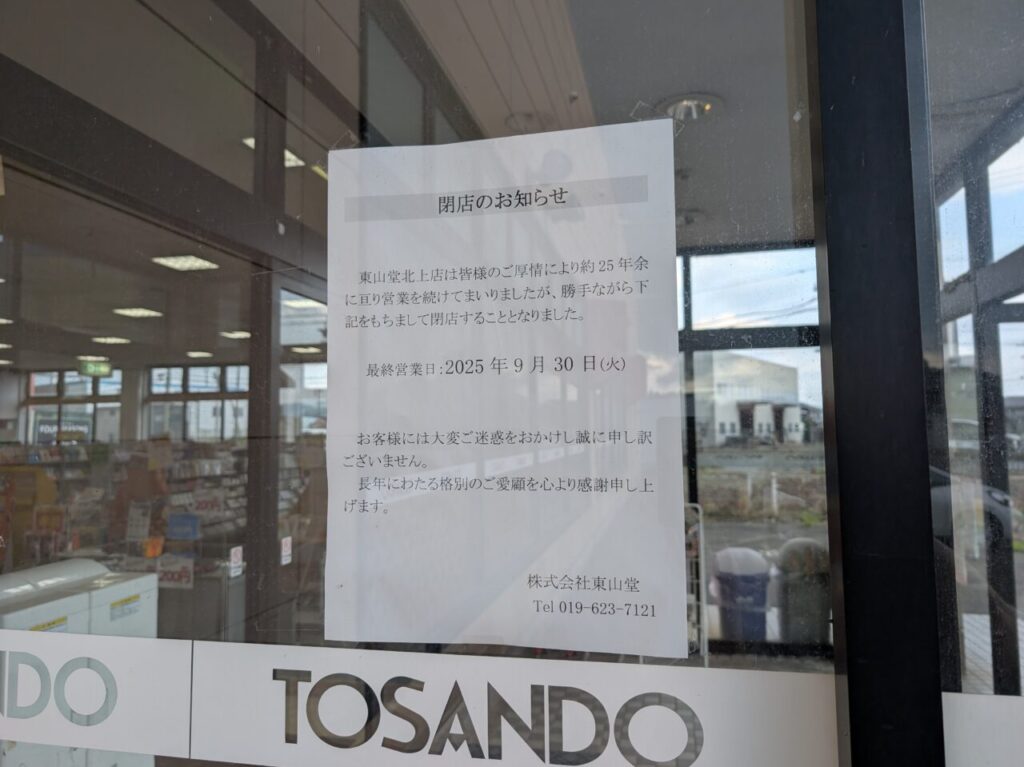 閉店のお知らせ
東山堂北上店は皆様のご厚情により約25年余
に亘り営業を続けてまいりましたが、勝手ながら下
記をもちまして閉店することとなりました。
最終営業日:2025年9月30日(火)
お客様には大変ご迷惑をおかけし誠に申し訳
ございません。
長年にわたる格別のご愛顧を心より感謝申し上
げます。
株式会社東山堂
Tel 019-623-7121
200円
NDO
TOSANDO